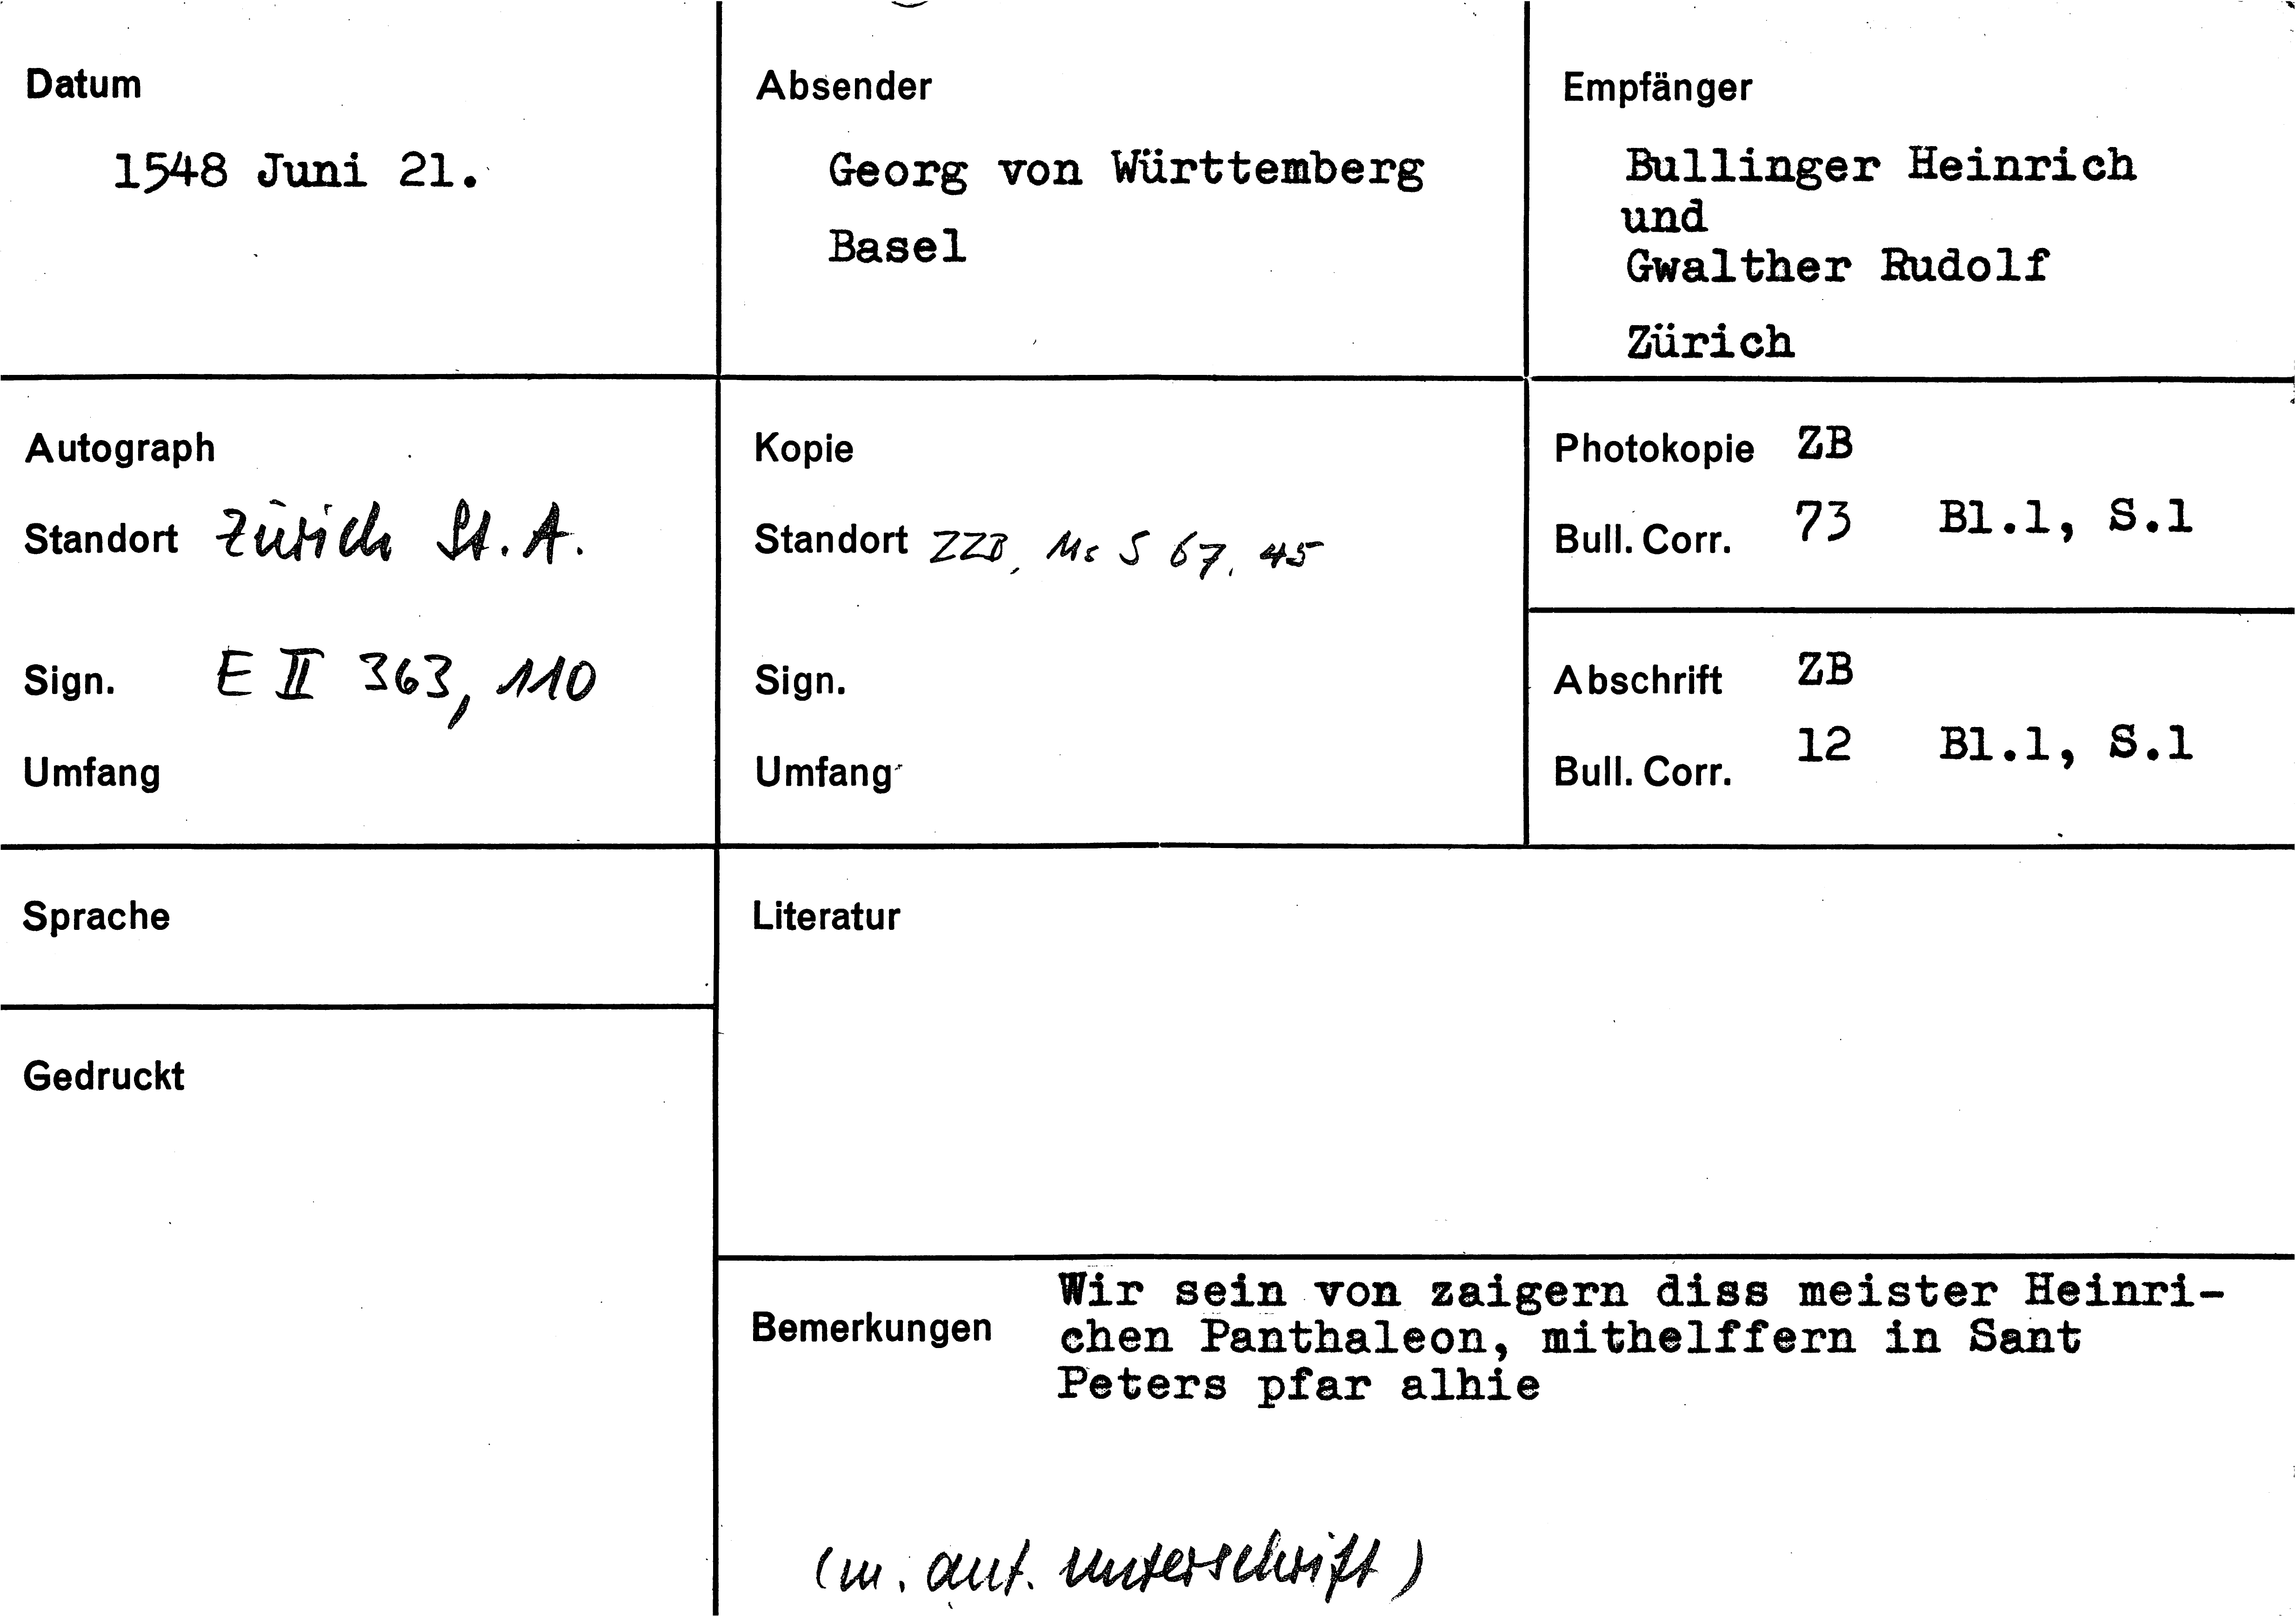 Datum
1548 Juni 21.
Absender
Georg von Württemberg
Basel
Empfänger
Bullinger Heinrich
und
Gwalther Rudolf
Zürich
Autograph
Standort Zürich St. A.
Sign. E II 363, 110
Umfang
Kopie
Standort ZZB, Ms S 67, 45
Sign.
Umfang
Photokopie ZB
Bull. Corr. 73 Bl.1, S.1
Abschrift ZB
Bull. Corr. 12 Bl.1, S.1
Sprache
Literatur
Gedruckt
Bemerkungen
Wir sein von zaigern diss meister Heinri-
chen Panthaleon, mithelffern in Sant
Peters pfar alhie
(m. aut. Unterschrift)